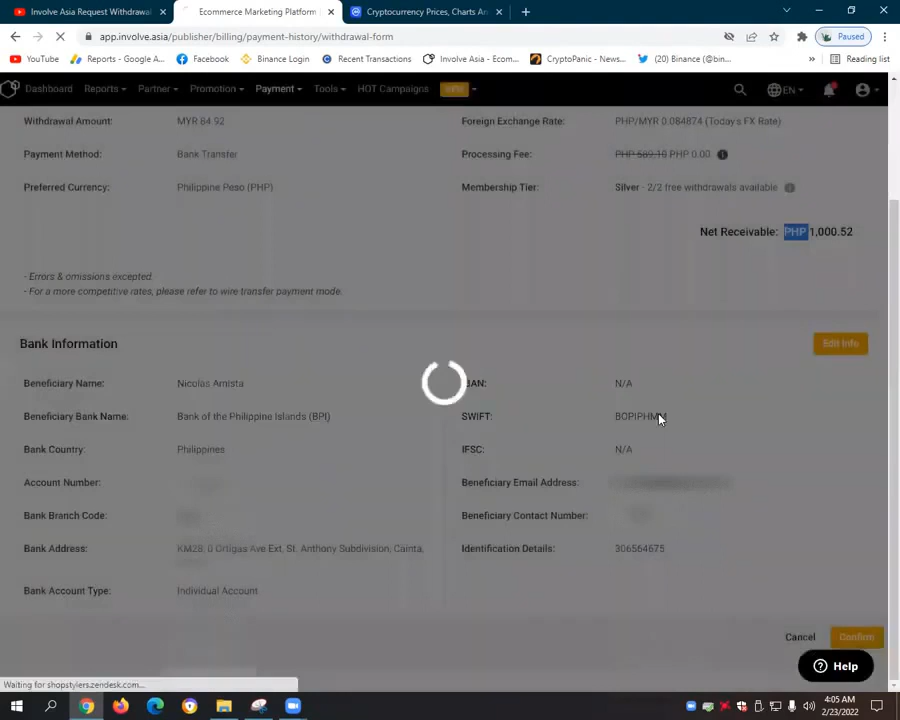 Involve Asia Request Withdrawal
Ecommerce Marketing Platform
Cryptocurrency Prices, Charts An
app.involve.asia/publisher/billing/payment-history/withdrawal-form
Paused
YouTube
Reports - Google A...
Facebook
Binance Login
Recent Transactions
Involve Asia - Ecom...
CryptoPanic - News...
(20) Binance (@bin...
»
Reading list
Dashboard
Reports
Partner
Promotion
Payment
Tools
HOT Campaigns
EN
Withdrawal Amount: MYR 84.92
Foreign Exchange Rate: PHP/MYR 0.084874 (Today's FX Rate)
Payment Method: Bank Transfer
Processing Fee: PHP 589.10 PHP 0.00
Preferred Currency: Philippine Peso (PHP)
Membership Tier: Silver - 2/2 free withdrawals available
Net Receivable: PHP 1,000.52
- Errors & omissions excepted.
- For a more competitive rates, please refer to wire transfer payment mode.
Bank Information
Edit Info
Beneficiary Name: Nicolas Arnista
N/A
Beneficiary Bank Name: Bank of the Philippine Islands (BPI)
SWIFT: BOPIPHMM
Bank Country: Philippines
IFSC: N/A
Account Number:
Beneficiary Email Address:
Bank Branch Code:
Beneficiary Contact Number:
Bank Address: KM28, 0 Ortigas Ave Ext, St. Anthony Subdivision, Cainta,
Identification Details: 306564675
Bank Account Type: Individual Account
Cancel
Confirm
Help
Waiting for shopstylers.zendesk.com...
4:05 AM
2/23/2022